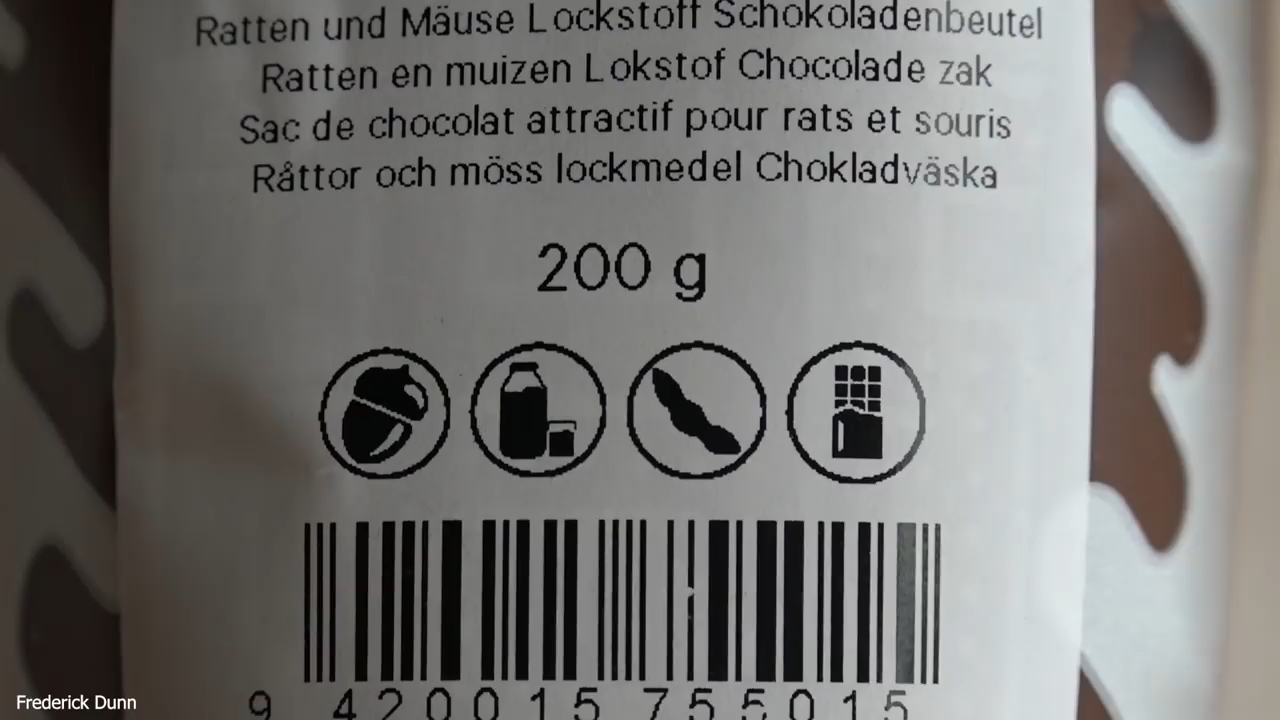 Ratten und Mäuse Lockstoff Schokoladenbeutel
Ratten en muizen Lokstof Chocolade zak
Sac de chocolat attractif pour rats et souris
Råttor och möss lockmedel Chokladväska
200 g
9 420015 755015
Frederick Dunn